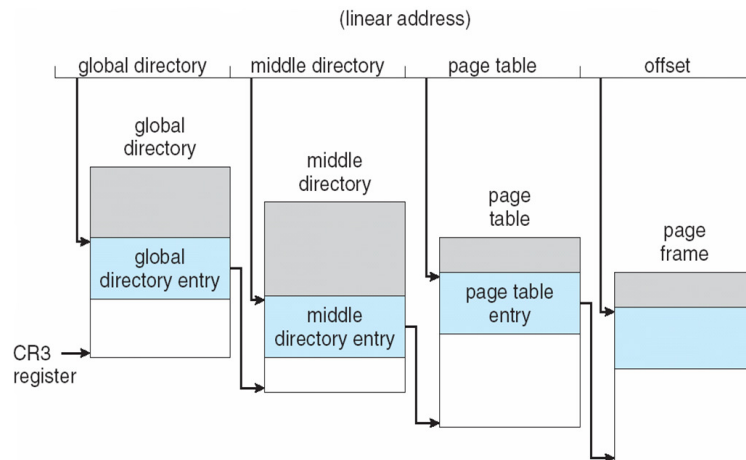 (linear address)
global directory
middle directory
page table
offset
global
directory
middle
directory
page
table
page
frame
global
directory entry
middle
directory entry
page table
entry
CR3
register